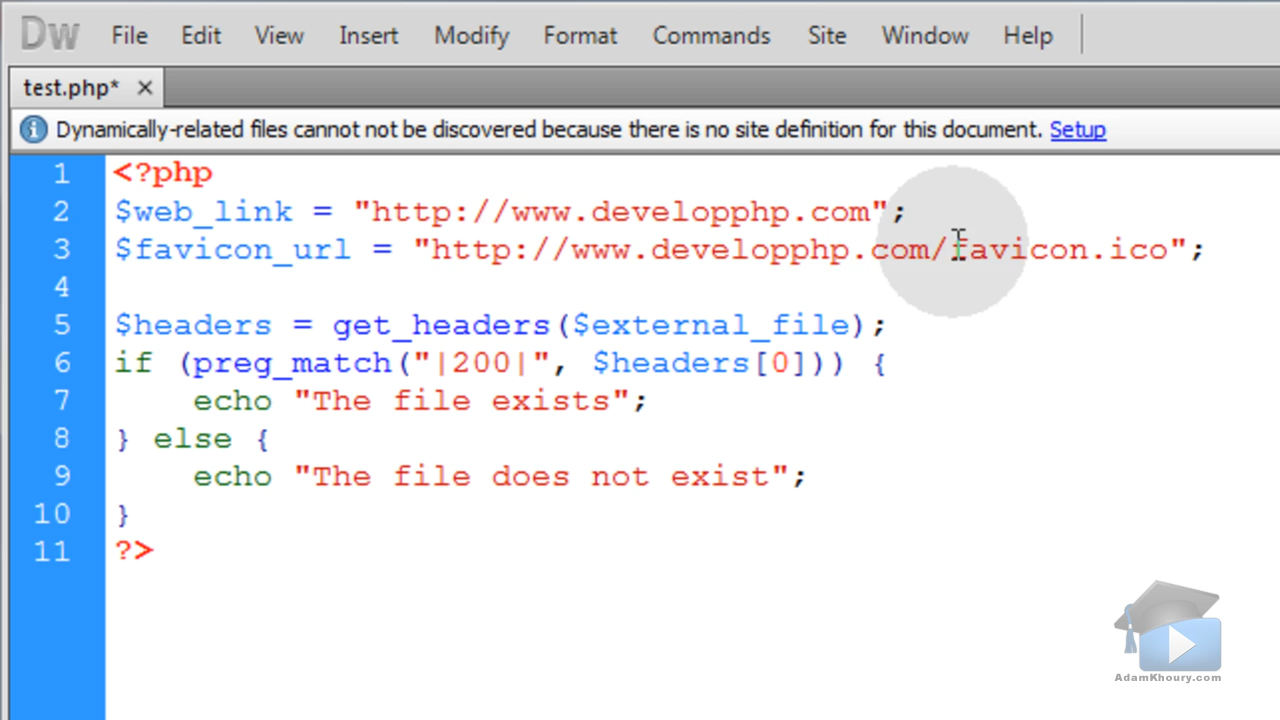 Dw File Edit View Insert Modify Format Commands Site Window Help
test.php* ×
Dynamically-related files cannot not be discovered because there is no site definition for this document. Setup
1 <?php
2 $web_link = "http://www.developphp.com";
3 $favicon_url = "http://www.developphp.com/favicon.ico";
4
5 $headers = get_headers($external_file);
6 if (preg_match("|200|", $headers[0])) {
7     echo "The file exists";
8 } else {
9     echo "The file does not exist";
10 }
11 ?>
AdamKhoury.com